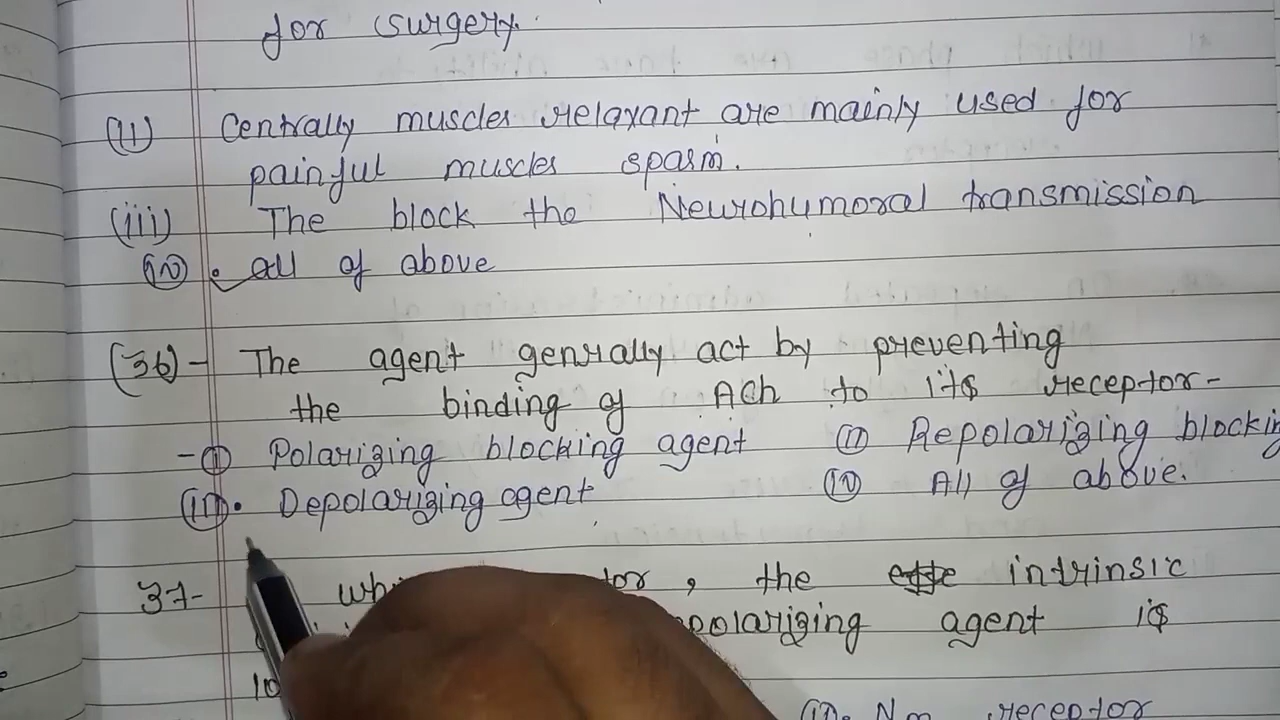 for surgery.
(11) Centrally muscles relaxant are mainly used for
painful muscles spasm.
(iii) The block the Neurohumoral transmission
(iv) all of above
(36)- The agent genrally act by preventing
the binding of ACh to its receptor-
-(i) Polarizing blocking agent (ii) Repolarizing blockin
(iii). Depolarizing agent (iv) All of above.
37- the intrinsic
polarizing agent is
10
(ii). Nm receptor